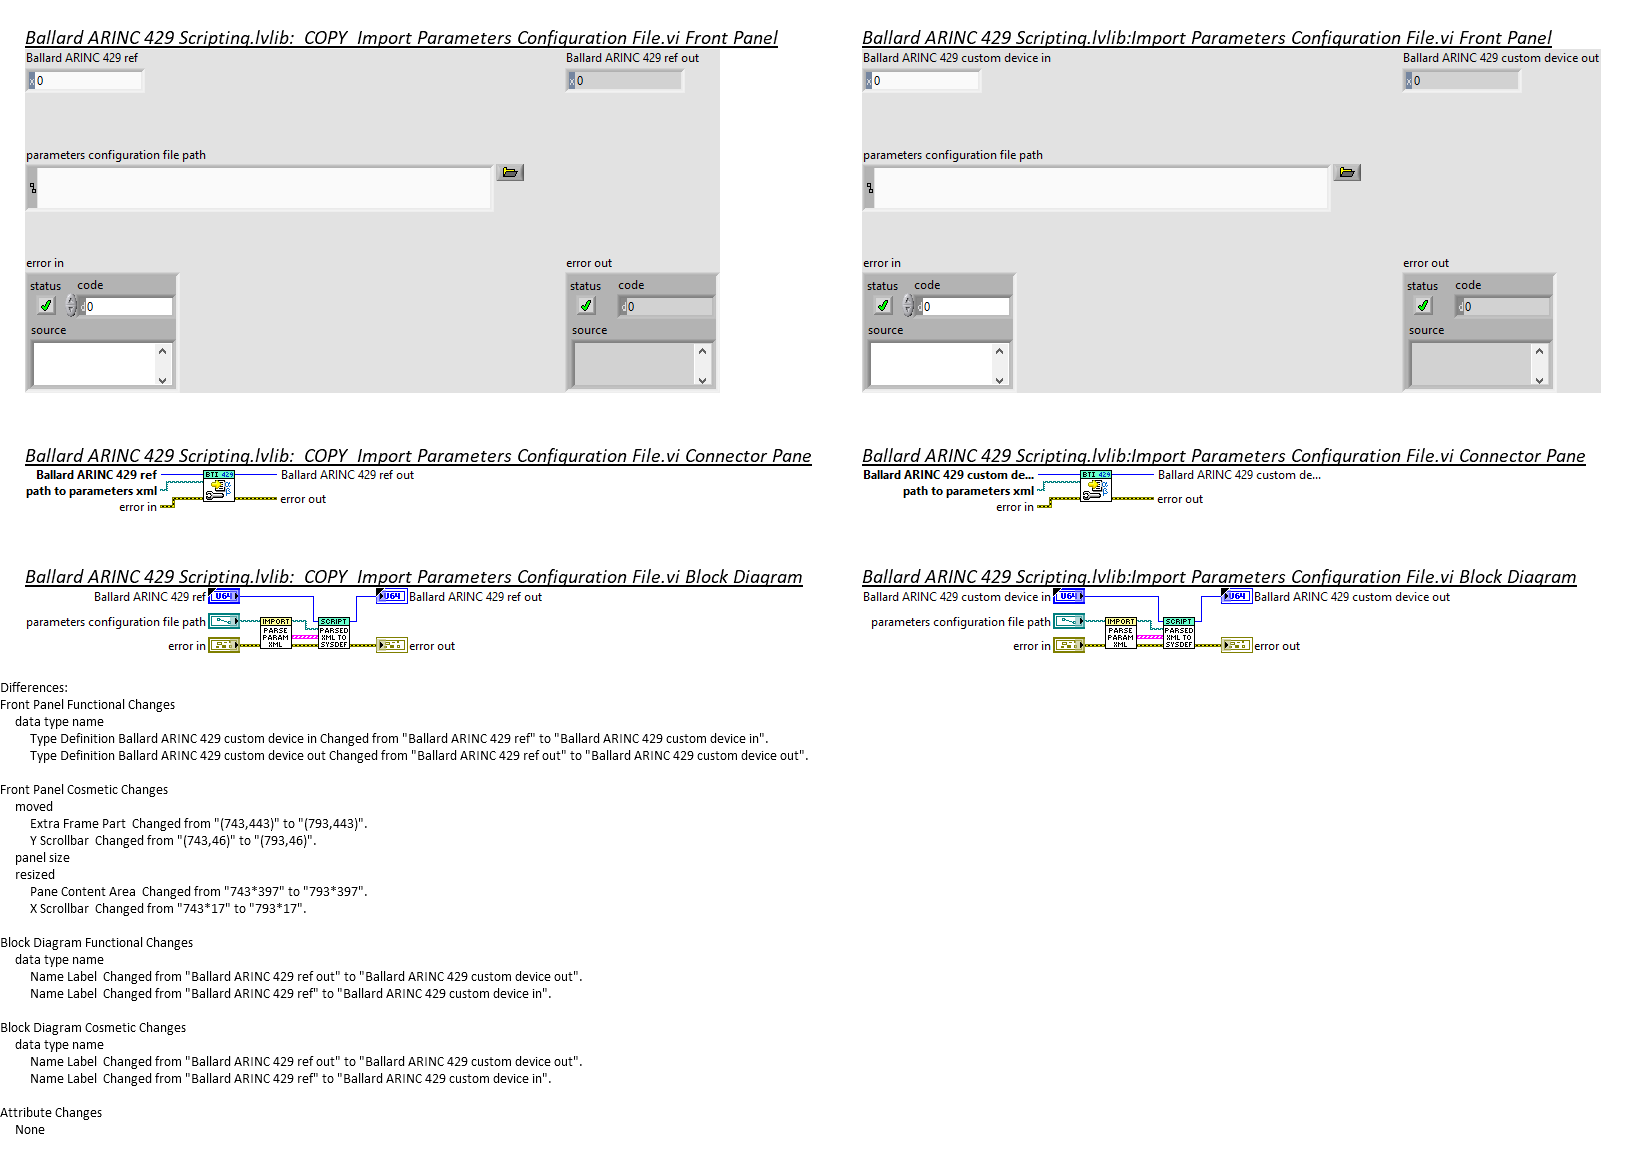 Ballard ARINC 429 Scripting.lvlib:  COPY  Import Parameters Configuration File.vi Front Panel
Ballard ARINC 429 ref
Ballard ARINC 429 ref out
x 0
x 0
parameters configuration file path
error in
error out
status code
status code
d 0
d 0
source
source
Ballard ARINC 429 Scripting.lvlib:Import Parameters Configuration File.vi Front Panel
Ballard ARINC 429 custom device in
Ballard ARINC 429 custom device out
x 0
x 0
parameters configuration file path
error in
error out
status code
status code
d 0
d 0
source
source
Ballard ARINC 429 Scripting.lvlib:  COPY  Import Parameters Configuration File.vi Connector Pane
Ballard ARINC 429 ref
BTI 429
Ballard ARINC 429 ref out
path to parameters xml
error in
error out
Ballard ARINC 429 Scripting.lvlib:Import Parameters Configuration File.vi Connector Pane
Ballard ARINC 429 custom de...
BTI 429
Ballard ARINC 429 custom de...
path to parameters xml
error in
error out
Ballard ARINC 429 Scripting.lvlib:  COPY  Import Parameters Configuration File.vi Block Diagram
Ballard ARINC 429 ref
U64
U64
Ballard ARINC 429 ref out
parameters configuration file path
IMPORT
PARSE
PARAM
XML
SCRIPT
PARSED
XML TO
SYSDEF
error in
error out
Ballard ARINC 429 Scripting.lvlib:Import Parameters Configuration File.vi Block Diagram
Ballard ARINC 429 custom device in
U64
U64
Ballard ARINC 429 custom device out
parameters configuration file path
IMPORT
PARSE
PARAM
XML
SCRIPT
PARSED
XML TO
SYSDEF
error in
error out
Differences:
Front Panel Functional Changes
data type name
Type Definition Ballard ARINC 429 custom device in Changed from "Ballard ARINC 429 ref" to "Ballard ARINC 429 custom device in".
Type Definition Ballard ARINC 429 custom device out Changed from "Ballard ARINC 429 ref out" to "Ballard ARINC 429 custom device out".
Front Panel Cosmetic Changes
moved
Extra Frame Part  Changed from "(743,443)" to "(793,443)".
Y Scrollbar  Changed from "(743,46)" to "(793,46)".
panel size
resized
Pane Content Area  Changed from "743*397" to "793*397".
X Scrollbar  Changed from "743*17" to "793*17".
Block Diagram Functional Changes
data type name
Name Label  Changed from "Ballard ARINC 429 ref out" to "Ballard ARINC 429 custom device out".
Name Label  Changed from "Ballard ARINC 429 ref" to "Ballard ARINC 429 custom device in".
Block Diagram Cosmetic Changes
data type name
Name Label  Changed from "Ballard ARINC 429 ref out" to "Ballard ARINC 429 custom device out".
Name Label  Changed from "Ballard ARINC 429 ref" to "Ballard ARINC 429 custom device in".
Attribute Changes
None